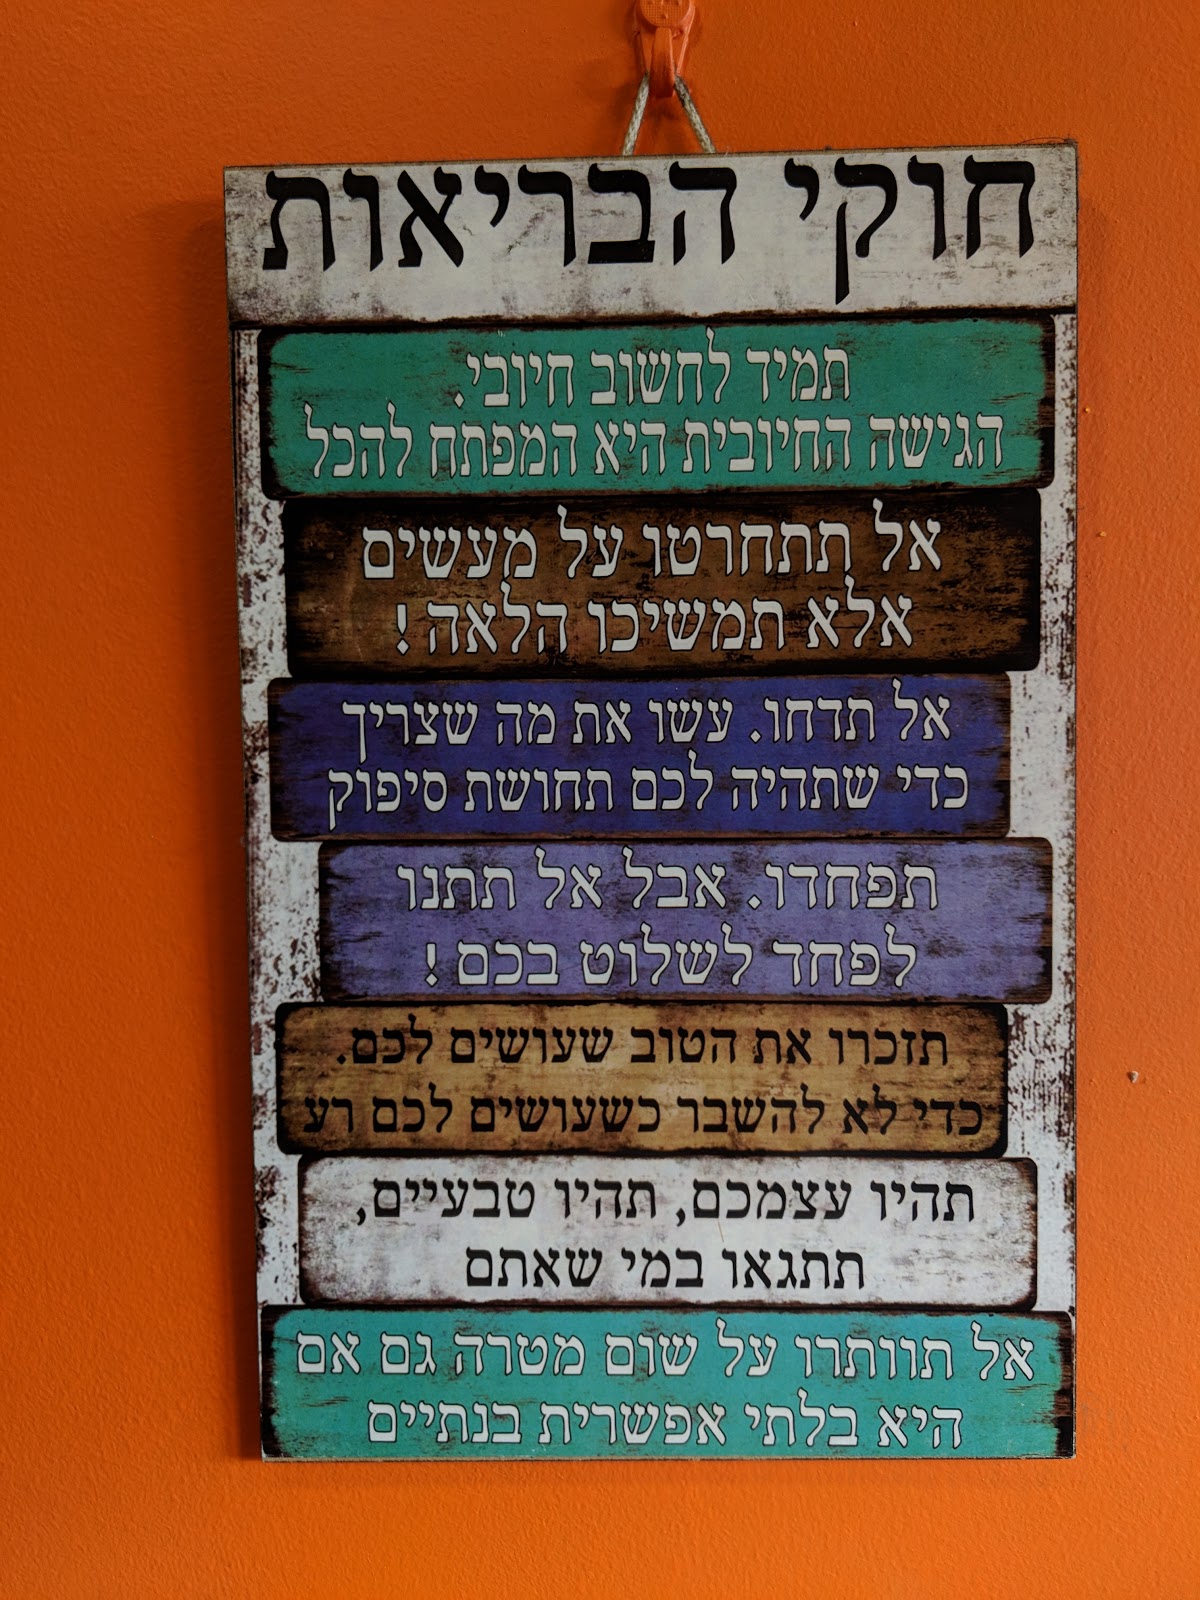 חוקי הבריאות
תמיד לחשוב חיובי.
הגישה החיובית היא המפתח להכל
אל תתחרטו על מעשים
אלא תמשיכו הלאה!
אל תדחו. עשו את מה שצריך
כדי שתהיה לכם תחושת סיפוק
תפחדו. אבל אל תתנו
לפחד לשלוט בכם!
תזכרו את הטוב שעושים לכם.
כדי לא להשבר כשעושים לכם רע
תהיו עצמכם, תהיו טבעיים,
תתגאו במי שאתם
אל תוותרו על שום מטרה גם אם
היא בלתי אפשרית בנתיים